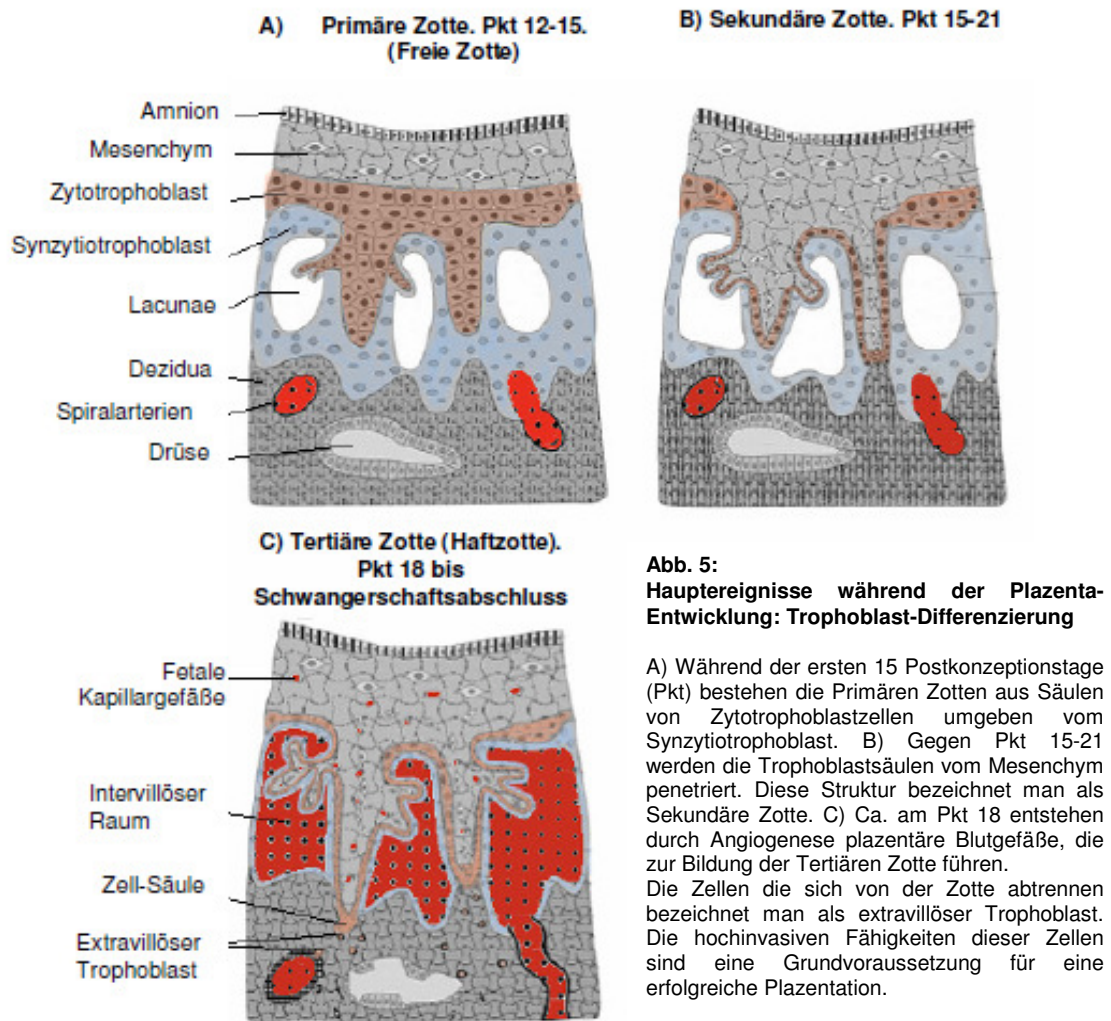 A) Primäre Zotte. Pkt 12-15.
(Freie Zotte)
B) Sekundäre Zotte. Pkt 15-21
Amnion
Mesenchym
Zytotrophoblast
Synzytiotrophoblast
Lacunae
Dezidua
Spiralarterien
Drüse
C) Tertiäre Zotte (Haftzotte).
Pkt 18 bis
Schwangerschaftsabschluss
Fetale
Kapillargefäße
Intervillöser
Raum
Zell-Säule
Extravillöser
Trophoblast
Abb. 5:
Hauptereignisse während der Plazenta-
Entwicklung: Trophoblast-Differenzierung
A) Während der ersten 15 Postkonzeptionstage
(Pkt) bestehen die Primären Zotten aus Säulen
von Zytotrophoblastzellen umgeben vom
Synzytiotrophoblast. B) Gegen Pkt 15-21
werden die Trophoblastsäulen vom Mesenchym
penetriert. Diese Struktur bezeichnet man als
Sekundäre Zotte. C) Ca. am Pkt 18 entstehen
durch Angiogenese plazentäre Blutgefäße, die
zur Bildung der Tertiären Zotte führen.
Die Zellen die sich von der Zotte abtrennen
bezeichnet man als extravillöser Trophoblast.
Die hochinvasiven Fähigkeiten dieser Zellen
sind eine Grundvoraussetzung für eine
erfolgreiche Plazentation.